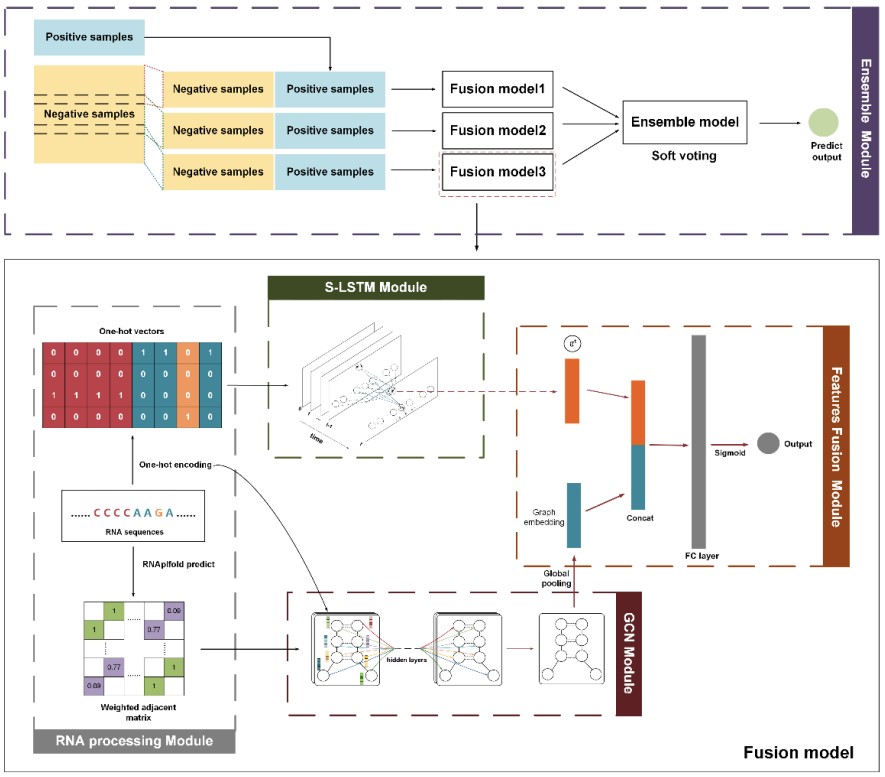 Positive samples
Negative samples
Negative samples Positive samples
Negative samples Positive samples
Negative samples Positive samples
Fusion model1
Fusion model2
Fusion model3
Ensemble model
Soft voting
Predict
output
Ensemble Module
S-LSTM Module
time
One-hot vectors
0 0 0 0 1 1 0 1
0 0 0 0 0 0 0 0
1 1 1 1 0 0 0 0
0 0 0 0 0 0 1 0
One-hot encoding
...... C C C C A A G A ......
RNA sequences
RNAplfold predict
1 ...... 0.09
1 0.77
0.77 1
0.09 ...... 1
Weighted adjacent
matrix
RNA processing Module
hidden layers
GCN Module
Global
pooling
Graph
embedding
Concat
FC layer
Sigmoid
Output
Features Fusion Module
Fusion model